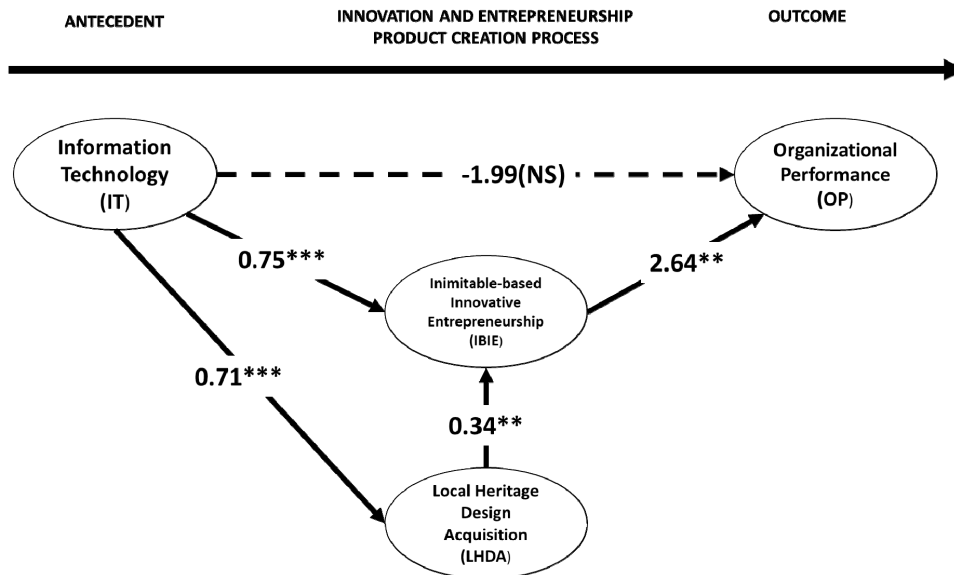 ANTECEDENT
INNOVATION AND ENTREPRENEURSHIP
PRODUCT CREATION PROCESS
OUTCOME
Information
Technology
(IT)
-1.99(NS)
Organizational
Performance
(OP)
0.75***
2.64**
Inimitable-based
Innovative
Entrepreneurship
(IBIE)
0.71***
0.34**
Local Heritage
Design
Acquisition
(LHDA)